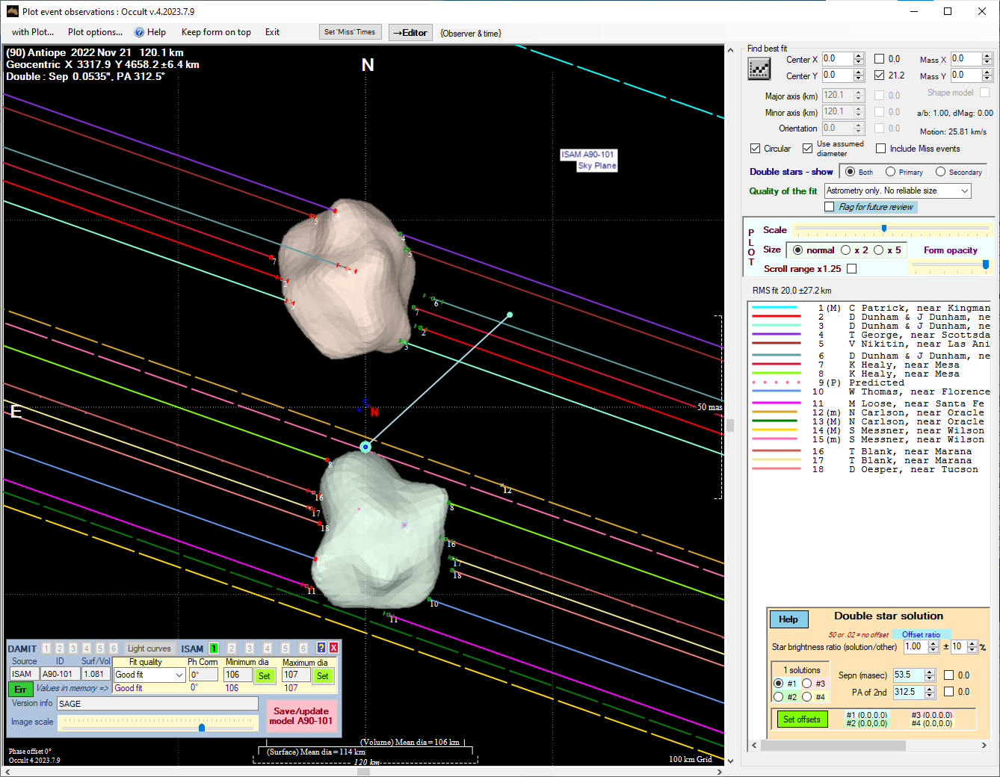 Plot event observations : Occult v.4.2023.7.9
with Plot...
Plot options...
Help
Keep form on top
Exit
Set 'Miss' Times
→Editor
{Observer & time}
(90) Antiope 2022 Nov 21 120.1 km
Geocentric X 3317.9 Y 4658.2 ±6.4 km
Double : Sep 0.0535", PA 312.5°
N
ISAM A90-101
Sky Plane
5
4
4
5
7
6
2
3
6
7
2
3
50 mas
E
N
8
12
16
17
18
8
9
16
17
18
10
11
10
11
DAMIT 1 2 3 4 5 6 Light curves ISAM 1 2 3 4 5 6 ? X
Source ID Surf/Vol Fit quality Ph Corrn Minimum dia Maximum dia
ISAM A90-101 1.081 Good fit 0° 106 Set 107 Set
Err Values in memory => Good fit 0° 106 107
Version info SAGE
Image scale
Save/update
model A90-101
Phase offset 0°
Occult 4.2023.7.9
(Volume) Mean dia = 106 km
(Surface) Mean dia = 114 km
120 km
100 km Grid
Find best fit
Center X 0.0 0.0 Mass X 0.0
Center Y 0.0 21.2 Mass Y 0.0
Major axis (km) 120.1 0.0 Shape model
Minor axis (km) 120.1 0.0 a/b: 1.00, dMag: 0.00
Orientation 0.0 0.0 Motion: 25.81 km/s
Circular
Use assumed
diameter
Include Miss events
Double stars - show Both Primary Secondary
Quality of the fit Astrometry only. No reliable size
Flag for future review
PLOT
Scale
Size normal x 2 x 5 Form opacity
Scroll range x1.25
RMS fit 20.0 ±27.2 km
1 (M) C Patrick, near Kingman
2 D Dunham & J Dunham, ne
3 D Dunham & J Dunham, ne
4 T George, near Scottsda
5 V Nikitin, near Las Ani
6 D Dunham & J Dunham, ne
7 K Healy, near Mesa
8 K Healy, near Mesa
9 (P) Predicted
10 W Thomas, near Florence
11 M Loose, near Santa Fe
12 (m) N Carlson, near Oracle
13 (M) N Carlson, near Oracle
14 (M) S Messner, near Wilson
15 (m) S Messner, near Wilson
16 T Blank, near Marana
17 T Blank, near Marana
18 D Oesper, near Tucson
Help
Double star solution
50 or .02 = no offset Offset ratio
Star brightness ratio (solution/other) 1.00 ± 10 %
1 solutions
#1 #3
#2 #4
Sepn (masec) 53.5 0.0
PA of 2nd 312.5 0.0
Set offsets
#1 (0.0,0.0) #3 (0.0,0.0)
#2 (0.0,0.0) #4 (0.0,0.0)